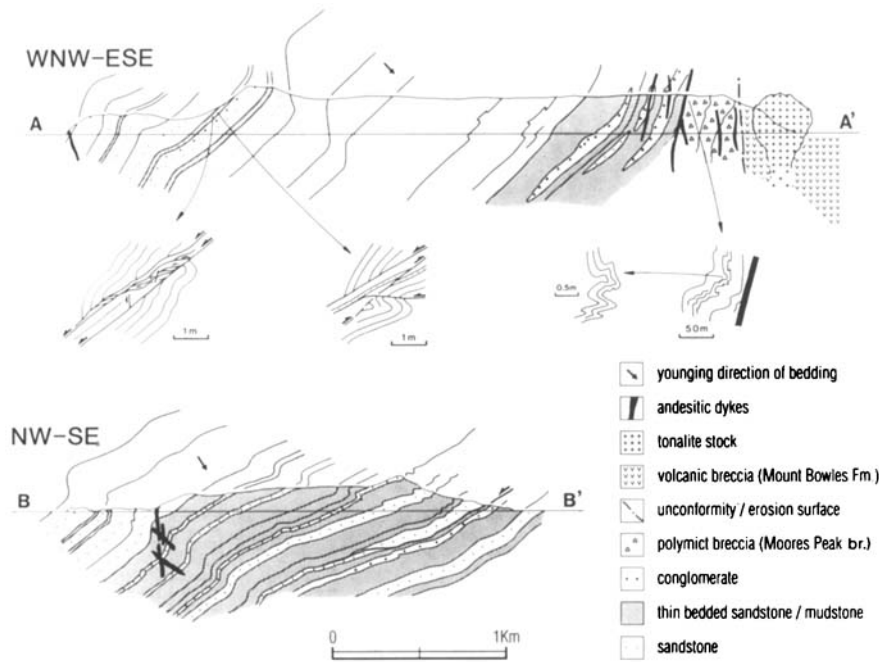 WNW-ESE
A
A'
i
1m
1m
0.5m
50m
NW-SE
B
B'
0
1Km
younging direction of bedding
andesitic dykes
tonalite stock
volcanic breccia (Mount Bowles Fm)
unconformity / erosion surface
polymict breccia (Moores Peak br.)
conglomerate
thin bedded sandstone / mudstone
sandstone